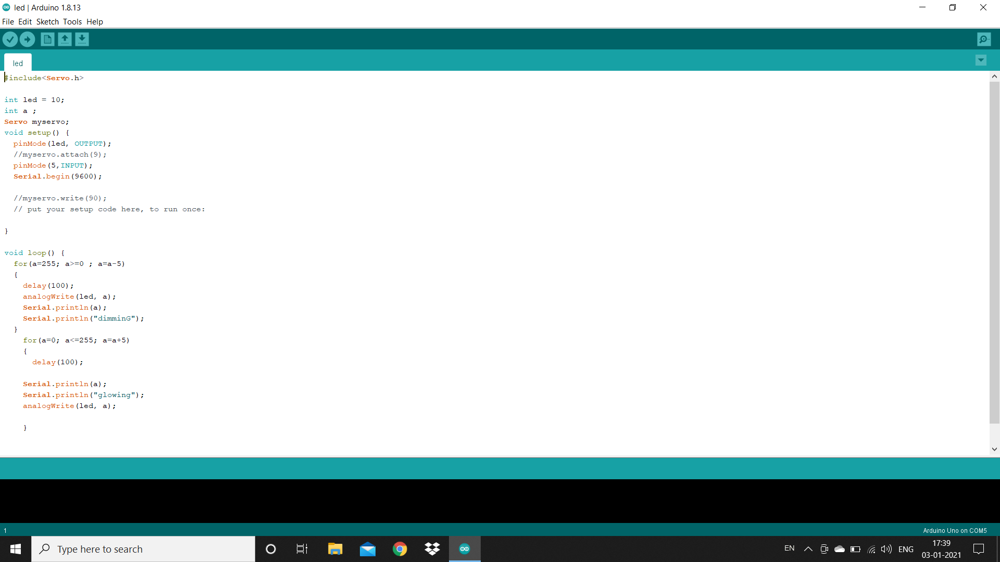 led | Arduino 1.8.13
File Edit Sketch Tools Help
led
#include<Servo.h>
int led = 10;
int a ;
Servo myservo;
void setup() {
pinMode(led, OUTPUT);
//myservo.attach(9);
pinMode(5,INPUT);
Serial.begin(9600);
//myservo.write(90);
// put your setup code here, to run once:
}
void loop() {
for(a=255; a>=0 ; a=a-5)
{
delay(100);
analogWrite(led, a);
Serial.println(a);
Serial.println("dimminG");
}
for(a=0; a<=255; a=a+5)
{
delay(100);
Serial.println(a);
Serial.println("glowing");
analogWrite(led, a);
}
1
Arduino Uno on COM5
Type here to search
EN
ENG
17:39
03-01-2021